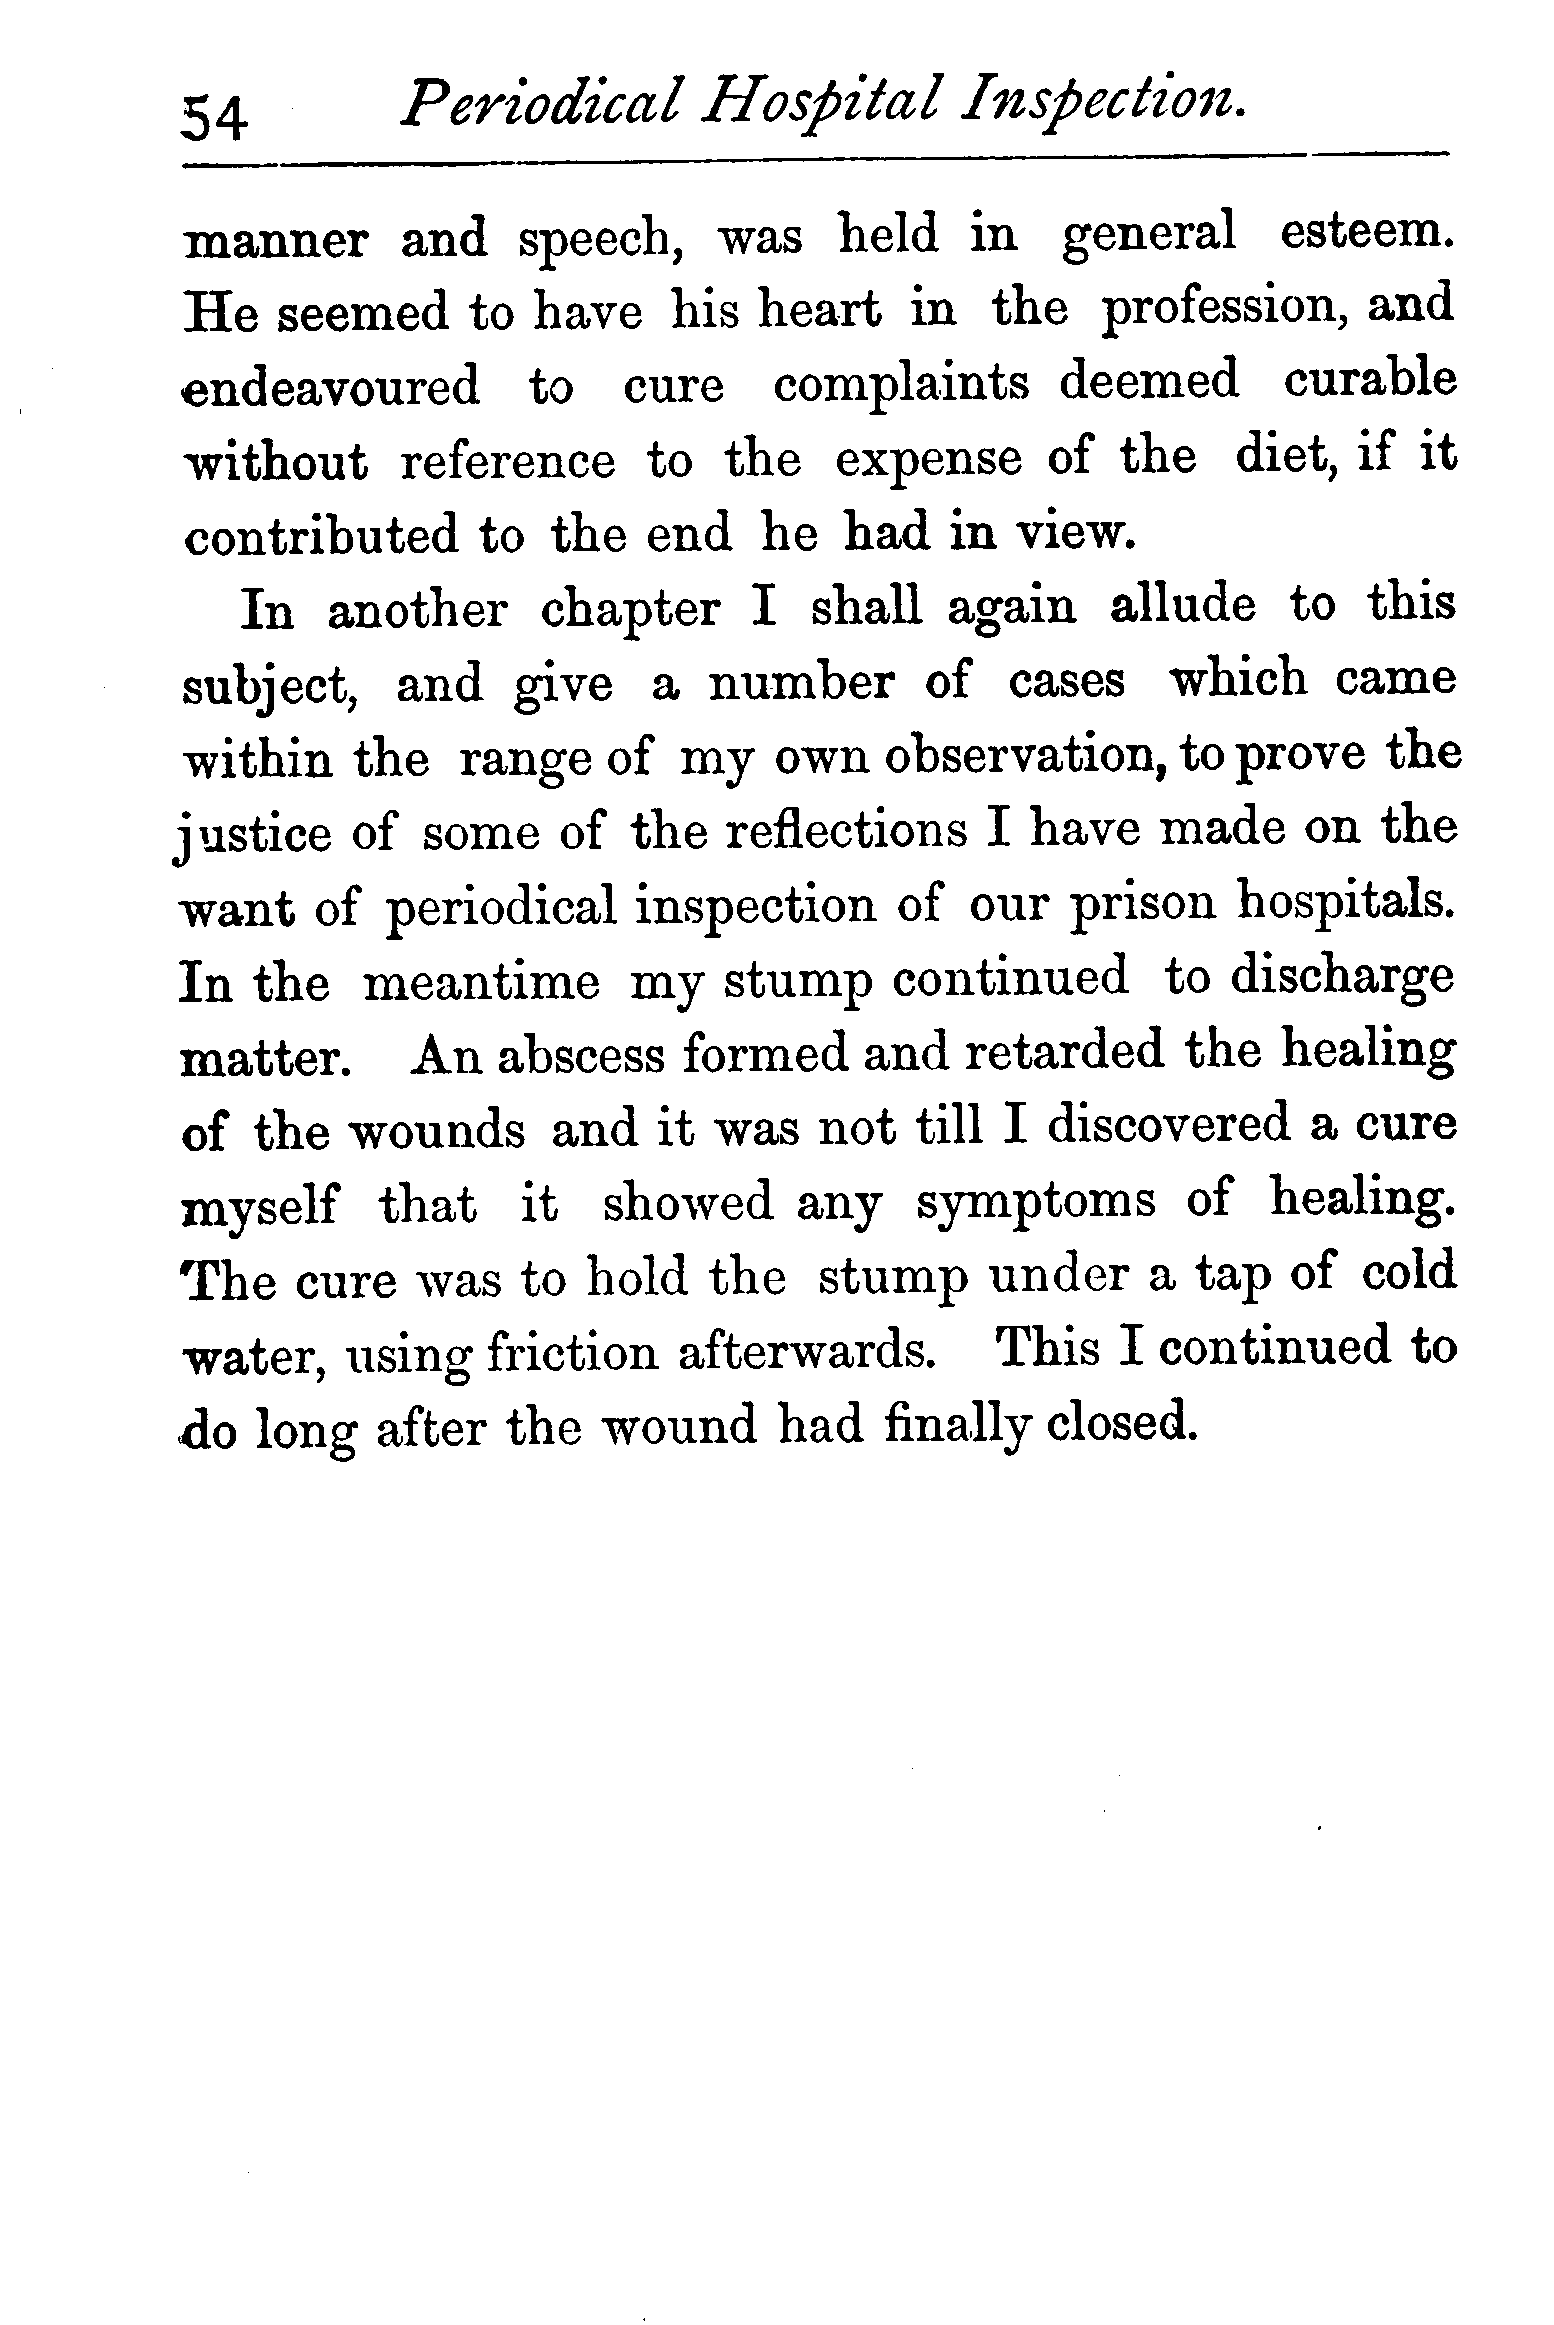 54 Periodical Hospital Inspection.
manner and speech, was held in general esteem.
He seemed to have his heart in the profession, and
endeavoured to cure complaints deemed curable
without reference to the expense of the diet, if it
contributed to the end he had in view.
In another chapter I shall again allude to this
subject, and give a number of cases which came
within the range of my own observation, to prove the
justice of some of the reflections I have made on the
want of periodical inspection of our prison hospitals.
In the meantime my stump continued to discharge
matter. An abscess formed and retarded the healing
of the wounds and it was not till I discovered a cure
myself that it showed any symptoms of healing.
The cure was to hold the stump under a tap of cold
water, using friction afterwards. This I continued to
do long after the wound had finally closed.